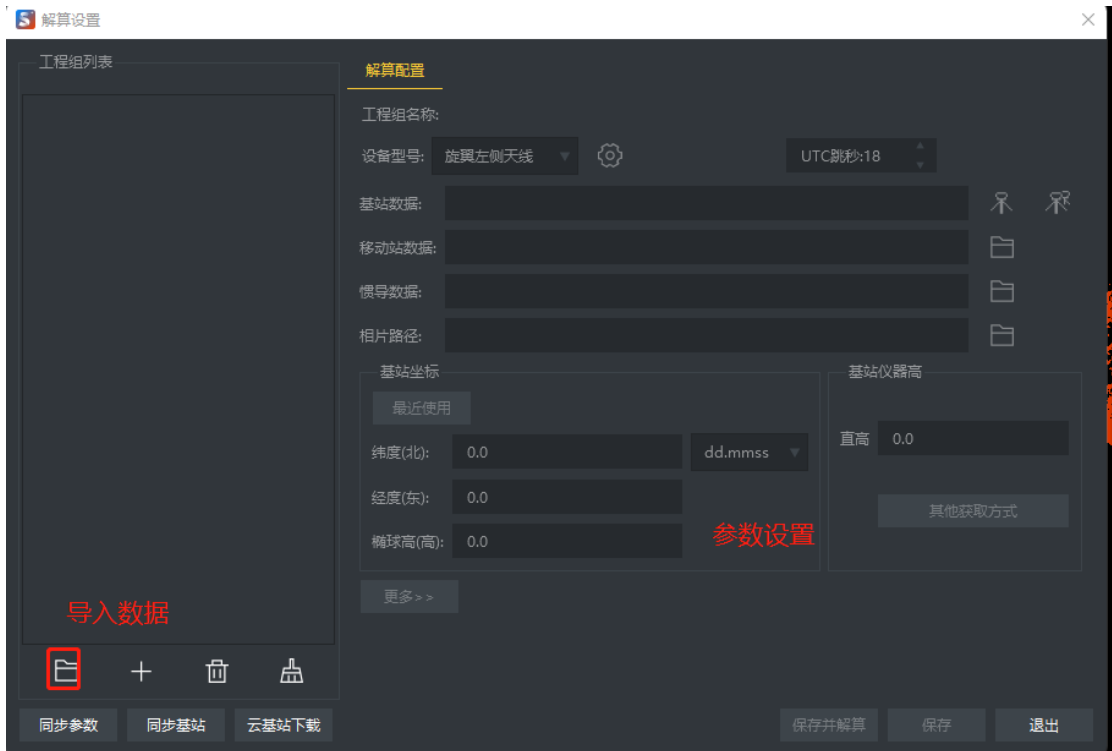 解算设置
工程组列表
解算配置
工程组名称:
设备型号: 旋翼左侧天线 UTC跳秒:18
基站数据:
移动站数据:
惯导数据:
相片路径:
基站坐标
基站仪器高
最近使用
纬度(北): 0.0 dd.mmss
直高 0.0
经度(东): 0.0
其他获取方式
椭球高(高): 0.0
参数设置
更多>>
导入数据
同步参数 同步基站 云基站下载 保存并解算 保存 退出